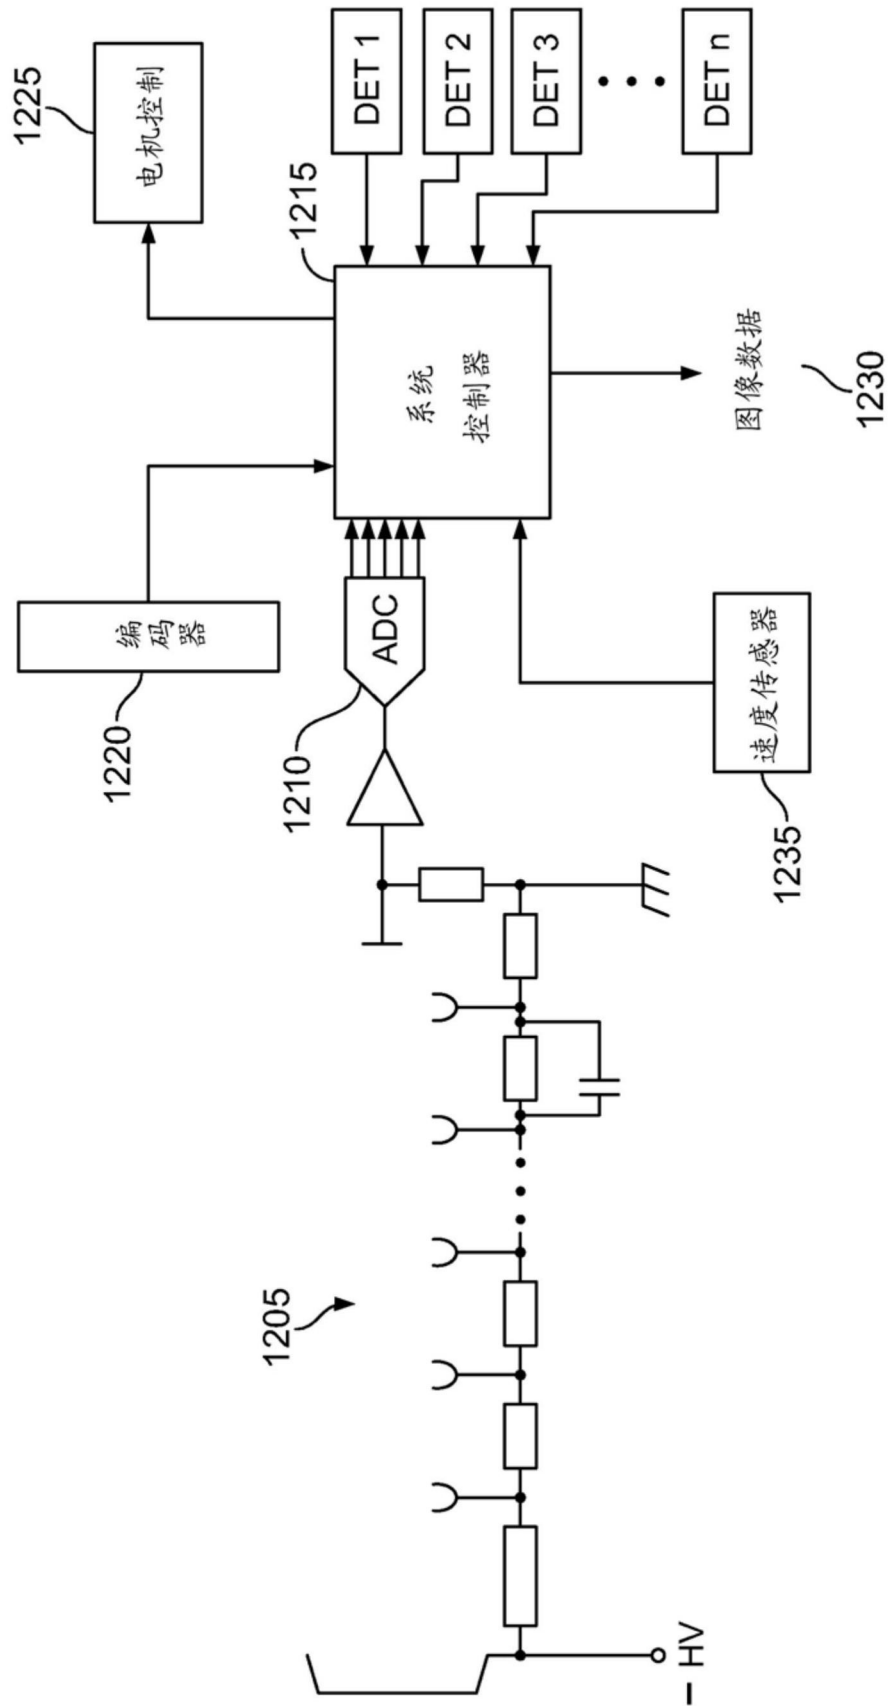 1225
电机控制
DET 1
DET 2
DET 3
DET n
1215
系统
控制器
图像数据
1230
编码器
1220
ADC
1210
速度传感器
1235
1205
− HV